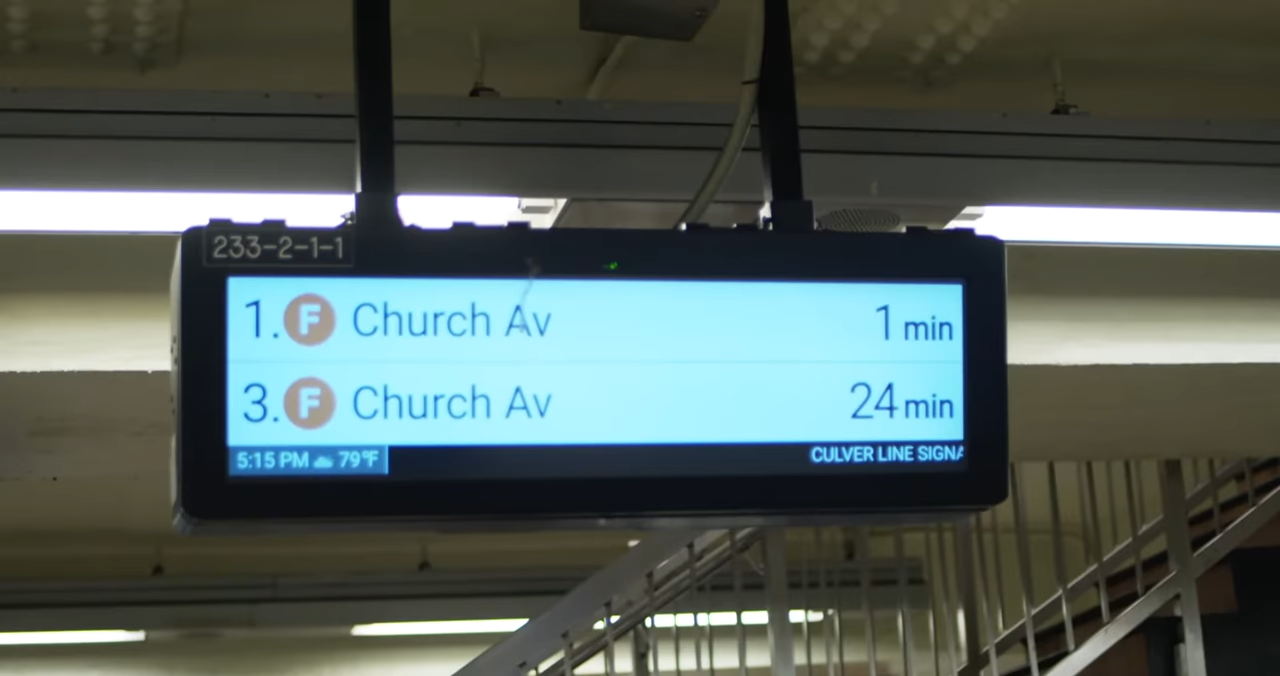 233-2-1-1
1. F Church Av 1 min
3. F Church Av 24 min
5:15 PM 79°F CULVER LINE SIGNA